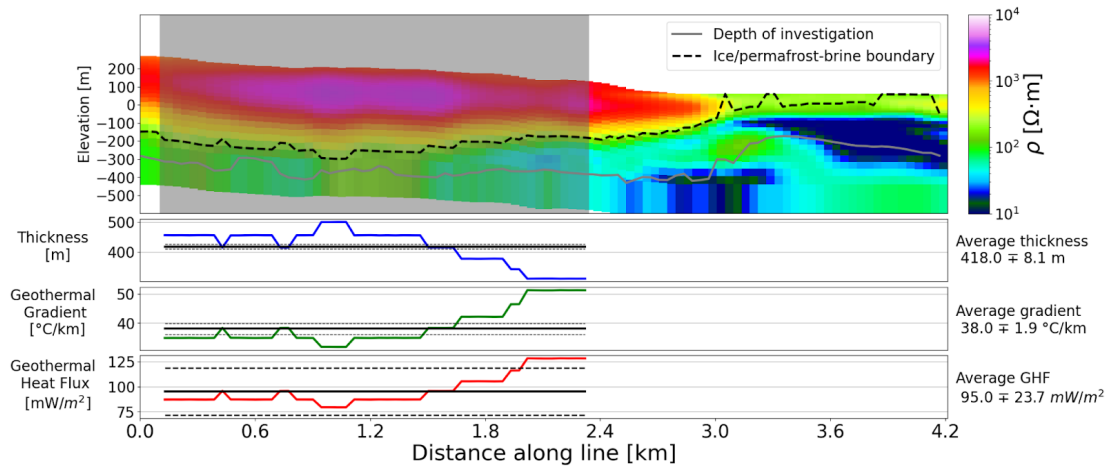 Depth of investigation
Ice/permafrost-brine boundary
Elevation [m]
200
100
0
−100
−200
−300
−400
−500
10⁴
10³
10²
10¹
ρ [Ω·m]
Thickness
[m]
500
400
Average thickness
418.0 ∓ 8.1 m
Geothermal
Gradient
[°C/km]
50
40
Average gradient
38.0 ∓ 1.9 °C/km
Geothermal
Heat Flux
[mW/m²]
125
100
75
Average GHF
95.0 ∓ 23.7 mW/m²
0.0 0.6 1.2 1.8 2.4 3.0 3.6 4.2
Distance along line [km]